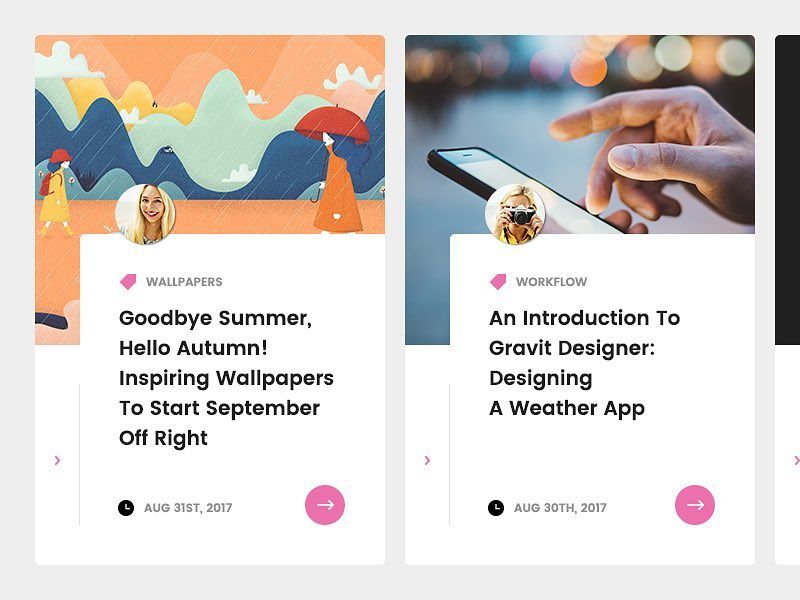 WALLPAPERS
Goodbye Summer,
Hello Autumn!
Inspiring Wallpapers
To Start September
Off Right
AUG 31ST, 2017
WORKFLOW
An Introduction To
Gravit Designer:
Designing
A Weather App
AUG 30TH, 2017